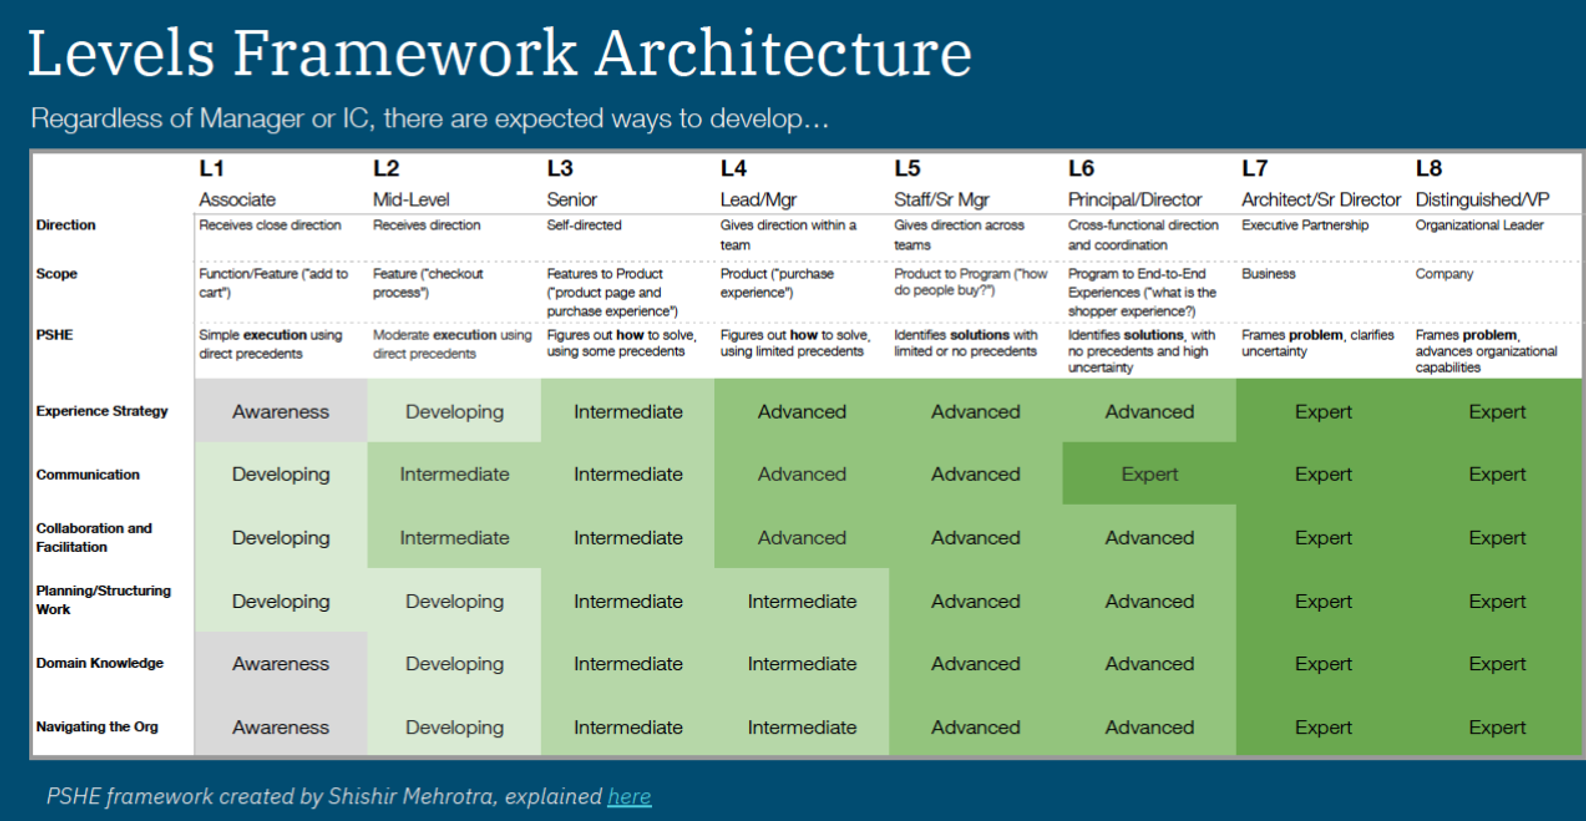 Levels Framework Architecture
Regardless of Manager or IC, there are expected ways to develop…
L1 L2 L3 L4 L5 L6 L7 L8
Associate Mid-Level Senior Lead/Mgr Staff/Sr Mgr Principal/Director Architect/Sr Director Distinguished/VP
Direction Receives close direction Receives direction Self-directed Gives direction within a Gives direction across Cross-functional direction Executive Partnership Organizational Leader
team teams and coordination
Scope Function/Feature ("add to Feature ("checkout Features to Product Product ("purchase Product to Program ("how Program to End-to-End Business Company
cart") process") ("product page and experience") do people buy?") Experiences ("what is the
purchase experience") shopper experience?)
PSHE Simple execution using Moderate execution using Figures out how to solve, Figures out how to solve, Identifies solutions with Identifies solutions, with Frames problem, clarifies Frames problem,
direct precedents direct precedents using some precedents using limited precedents limited or no precedents no precedents and high uncertainty advances organizational
uncertainty capabilities
Experience Strategy Awareness Developing Intermediate Advanced Advanced Advanced Expert Expert
Communication Developing Intermediate Intermediate Advanced Advanced Expert Expert Expert
Collaboration and
Facilitation Developing Intermediate Intermediate Advanced Advanced Advanced Expert Expert
Planning/Structuring
Work Developing Developing Intermediate Intermediate Advanced Advanced Expert Expert
Domain Knowledge Awareness Developing Intermediate Intermediate Advanced Advanced Expert Expert
Navigating the Org Awareness Developing Intermediate Intermediate Advanced Advanced Expert Expert
PSHE framework created by Shishir Mehrotra, explained here